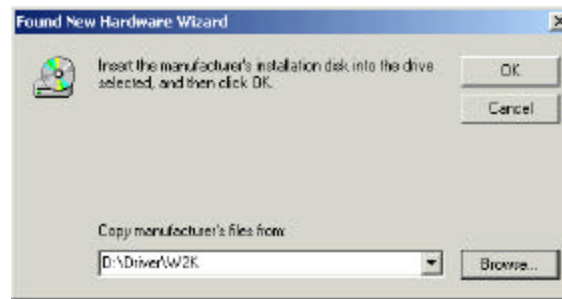 Found New Hardware Wizard
Insert the manufacturer's installation disk into the drive
selected, and then click OK.
OK
Cancel
Copy manufacturer's files from:
D:\Driver\W2K
Browse...